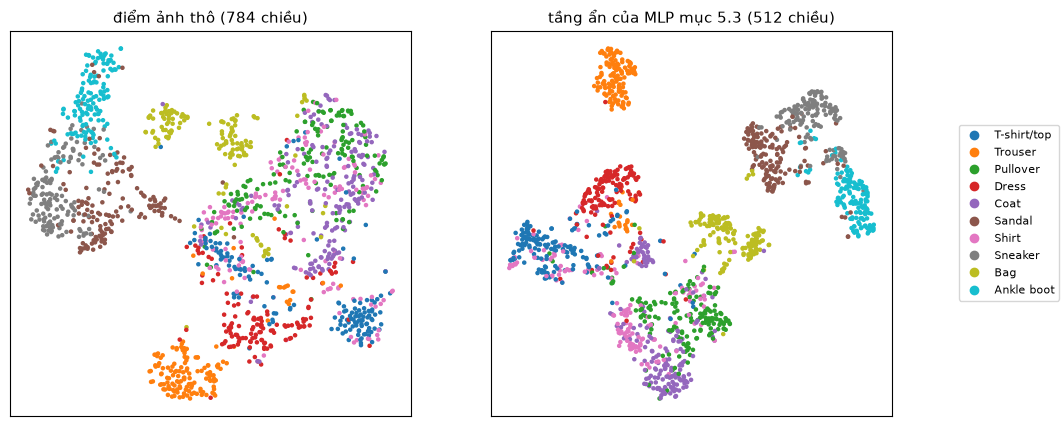 điểm ảnh thô (784 chiều)
tầng ẩn của MLP mục 5.3 (512 chiều)
T-shirt/top
Trouser
Pullover
Dress
Coat
Sandal
Shirt
Sneaker
Bag
Ankle boot